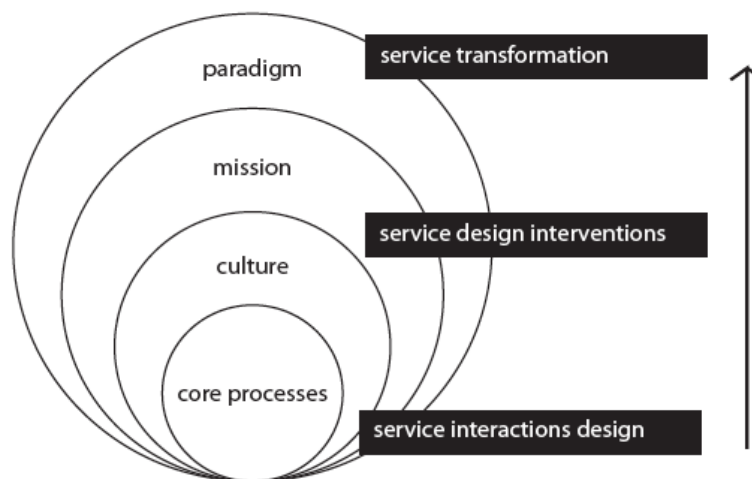 paradigm
service transformation
mission
service design interventions
culture
core processes
service interactions design